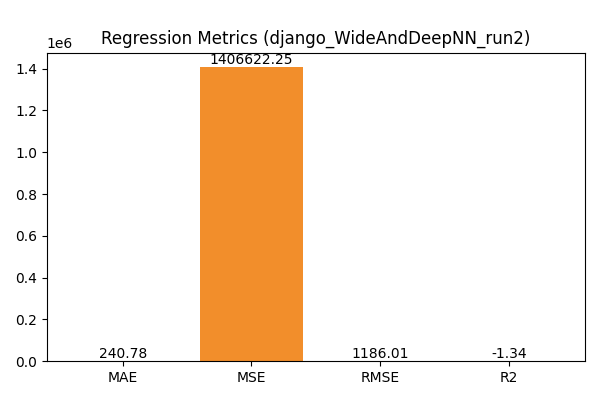 Regression Metrics (django_WideAndDeepNN_run2)
1e6
1406622.25
1.4
1.2
1.0
0.8
0.6
0.4
0.2
0.0
240.78
1186.01
-1.34
MAE
MSE
RMSE
R2